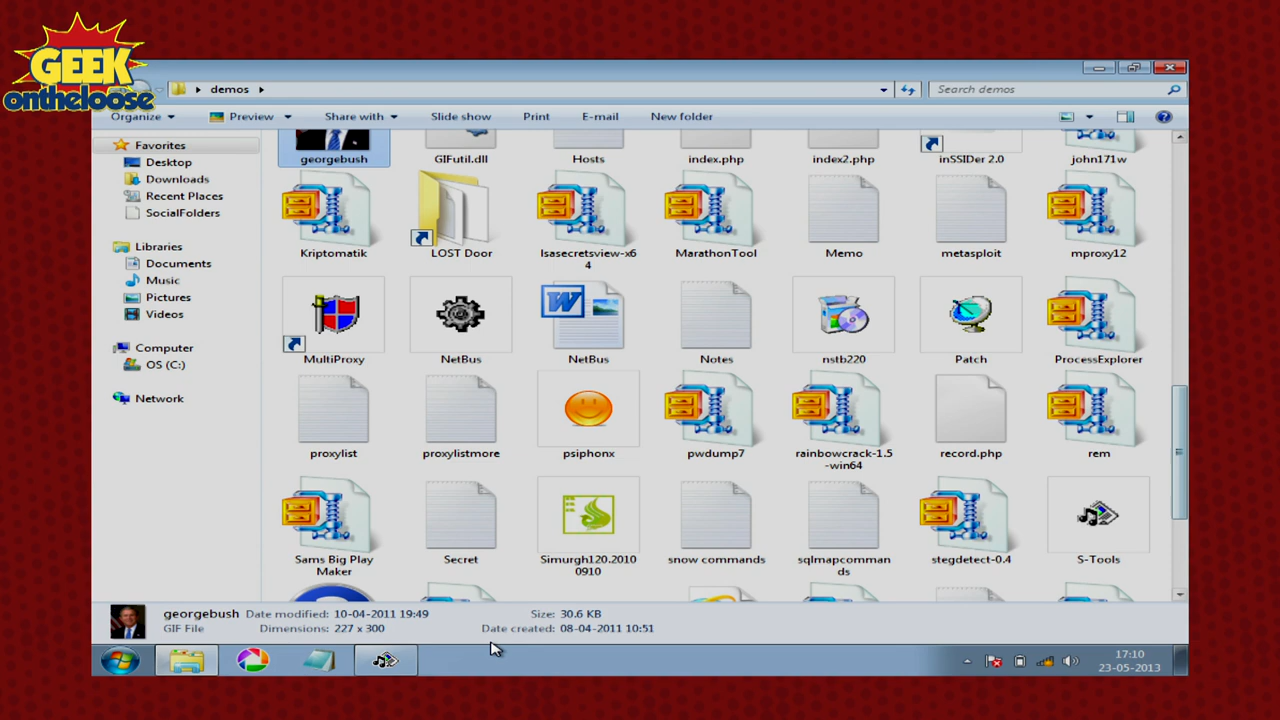 GEEK
ontheloose
demos
Search demos
Organize
Preview
Share with
Slide show
Print
E-mail
New folder
Favorites
Desktop
Downloads
Recent Places
SocialFolders
Libraries
Documents
Music
Pictures
Videos
Computer
OS (C:)
Network
georgebush
GIFutil.dll
Hosts
index.php
index2.php
inSSIDer 2.0
john171w
Kriptomatik
LOST Door
lsasecretsview-x6
4
MarathonTool
Memo
metasploit
mproxy12
MultiProxy
NetBus
NetBus
Notes
nstb220
Patch
ProcessExplorer
proxylist
proxylistmore
psiphonx
pwdump7
rainbowcrack-1.5
-win64
record.php
rem
Sams Big Play
Maker
Secret
Simurgh120.2010
0910
snow commands
sqlmapcomman
ds
stegdetect-0.4
S-Tools
georgebush Date modified: 10-04-2011 19:49 Size: 30.6 KB
GIF File Dimensions: 227 x 300 Date created: 08-04-2011 10:51
17:10
23-05-2013